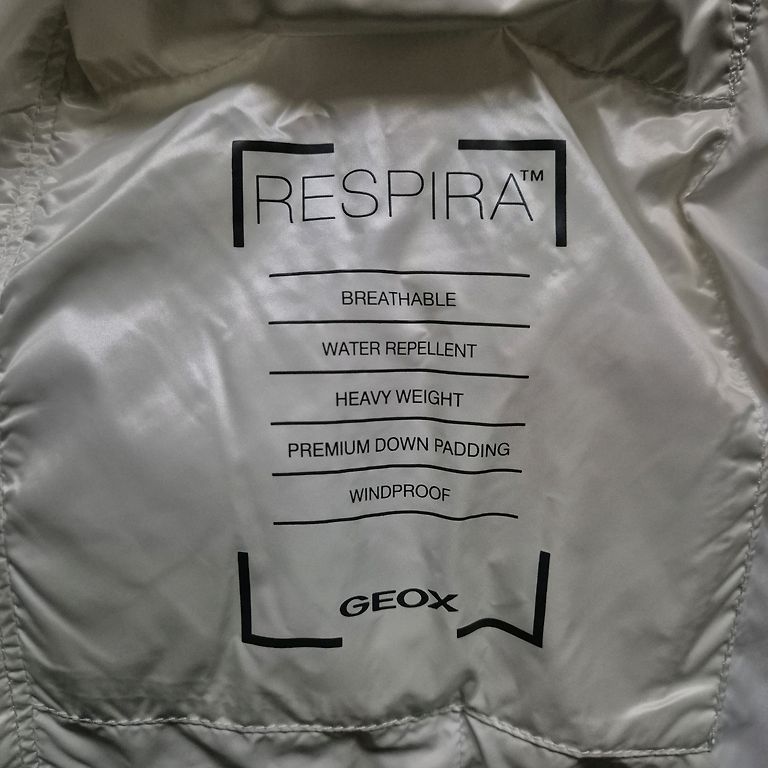 RESPIRA™
BREATHABLE
WATER REPELLENT
HEAVY WEIGHT
PREMIUM DOWN PADDING
WINDPROOF
GEOX